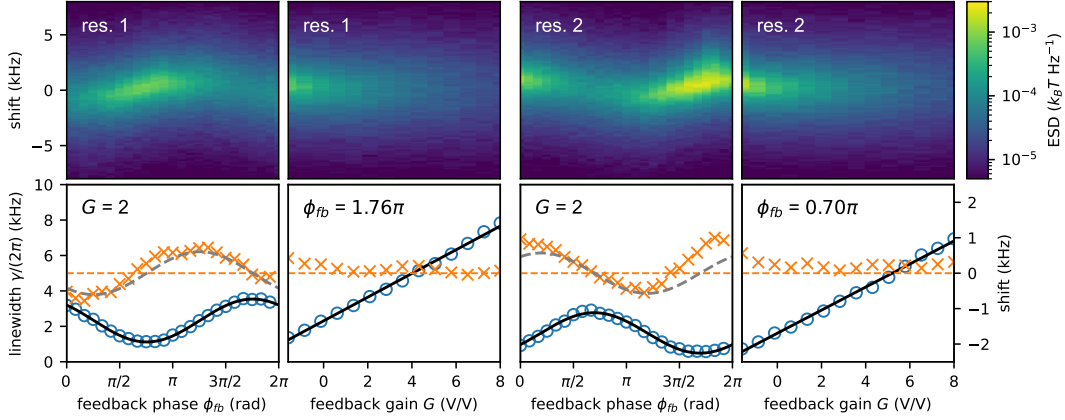 res. 1
res. 1
res. 2
res. 2
shift (kHz)
5
0
−5
10⁻³
10⁻⁴
10⁻⁵
ESD (k_BT Hz⁻¹)
G = 2
ϕ_fb = 1.76π
G = 2
ϕ_fb = 0.70π
linewidth γ/(2π) (kHz)
10
8
6
4
2
0
2
1
0
−1
−2
shift (kHz)
0 π/2 π 3π/2 2π
0 2 4 6 8
0 π/2 π 3π/2 2π
0 2 4 6 8
feedback phase ϕ_fb (rad)
feedback gain G (V/V)
feedback phase ϕ_fb (rad)
feedback gain G (V/V)